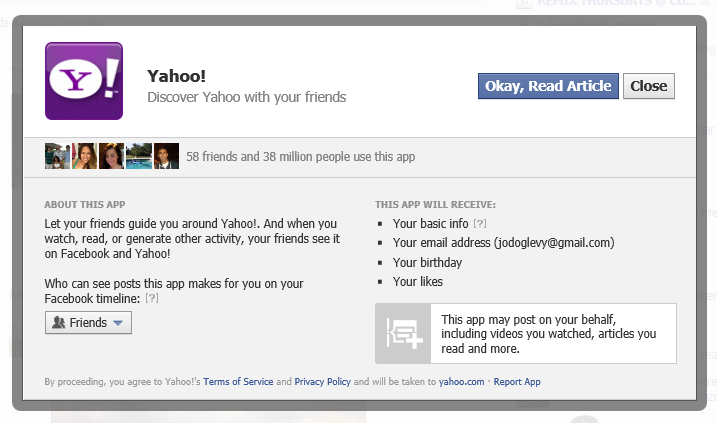 REMIX THURSDAYS @ CO...
Y!
Yahoo!
Discover Yahoo with your friends
Okay, Read Article
Close
58 friends and 38 million people use this app
ABOUT THIS APP
Let your friends guide you around Yahoo!. And when you
watch, read, or generate other activity, your friends see it
on Facebook and Yahoo!
Who can see posts this app makes for you on your
Facebook timeline: [?]
Friends
THIS APP WILL RECEIVE:
Your basic info [?]
Your email address (jodoglevy@gmail.com)
Your birthday
Your likes
This app may post on your behalf,
including videos you watched, articles you
read and more.
By proceeding, you agree to Yahoo!'s Terms of Service and Privacy Policy and will be taken to yahoo.com · Report App